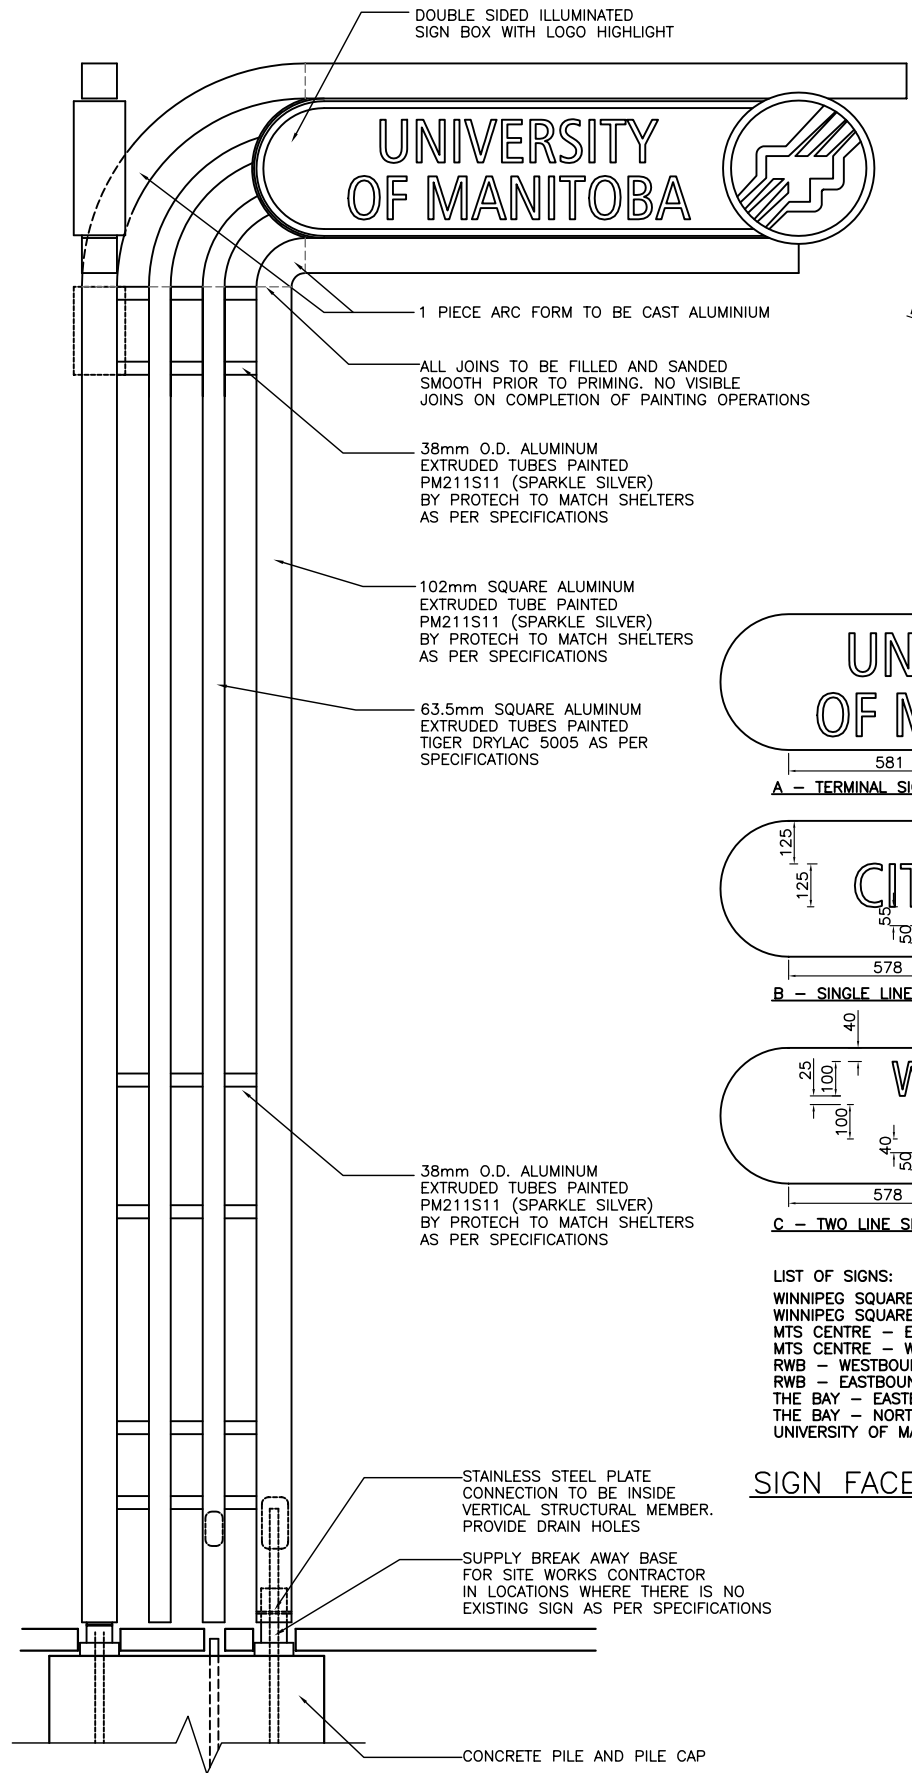 DOUBLE SIDED ILLUMINATED
SIGN BOX WITH LOGO HIGHLIGHT
UNIVERSITY
OF MANITOBA
1 PIECE ARC FORM TO BE CAST ALUMINIUM
ALL JOINS TO BE FILLED AND SANDED
SMOOTH PRIOR TO PRIMING. NO VISIBLE
JOINS ON COMPLETION OF PAINTING OPERATIONS
38mm O.D. ALUMINUM
EXTRUDED TUBES PAINTED
PM211S11 (SPARKLE SILVER)
BY PROTECH TO MATCH SHELTERS
AS PER SPECIFICATIONS
102mm SQUARE ALUMINUM
EXTRUDED TUBE PAINTED
PM211S11 (SPARKLE SILVER)
BY PROTECH TO MATCH SHELTERS
AS PER SPECIFICATIONS
63.5mm SQUARE ALUMINUM
EXTRUDED TUBES PAINTED
TIGER DRYLAC 5005 AS PER
SPECIFICATIONS
UN
OF M
581
A – TERMINAL SI
125
125
CIT
55
50
578
B – SINGLE LINE
40
25
100
W
100
40
50
578
C – TWO LINE S
38mm O.D. ALUMINUM
EXTRUDED TUBES PAINTED
PM211S11 (SPARKLE SILVER)
BY PROTECH TO MATCH SHELTERS
AS PER SPECIFICATIONS
LIST OF SIGNS:
WINNIPEG SQUARE
WINNIPEG SQUARE
MTS CENTRE – E
MTS CENTRE – W
RWB – WESTBOU
RWB – EASTBOUN
THE BAY – EASTB
THE BAY – NORT
UNIVERSITY OF MA
SIGN FACE
STAINLESS STEEL PLATE
CONNECTION TO BE INSIDE
VERTICAL STRUCTURAL MEMBER.
PROVIDE DRAIN HOLES
SUPPLY BREAK AWAY BASE
FOR SITE WORKS CONTRACTOR
IN LOCATIONS WHERE THERE IS NO
EXISTING SIGN AS PER SPECIFICATIONS
CONCRETE PILE AND PILE CAP